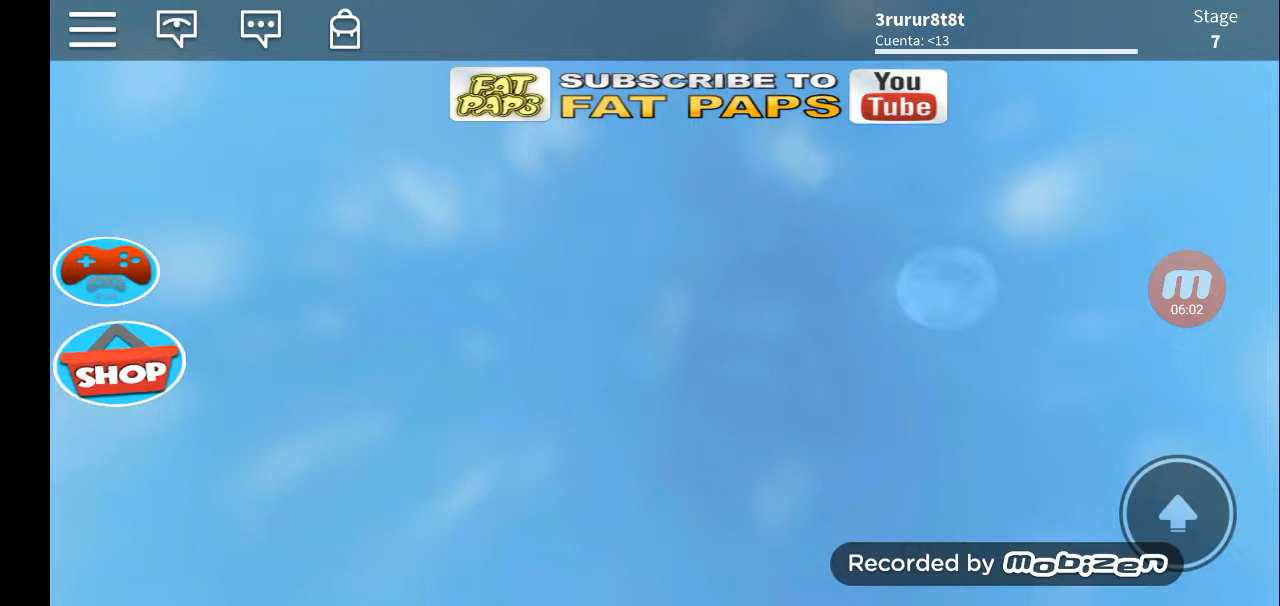 3rurur8t8t
Cuenta: <13
Stage
7
FAT
PAPS
SUBSCRIBE TO
FAT PAPS
You
Tube
SHOP
06:02
Recorded by mobizen